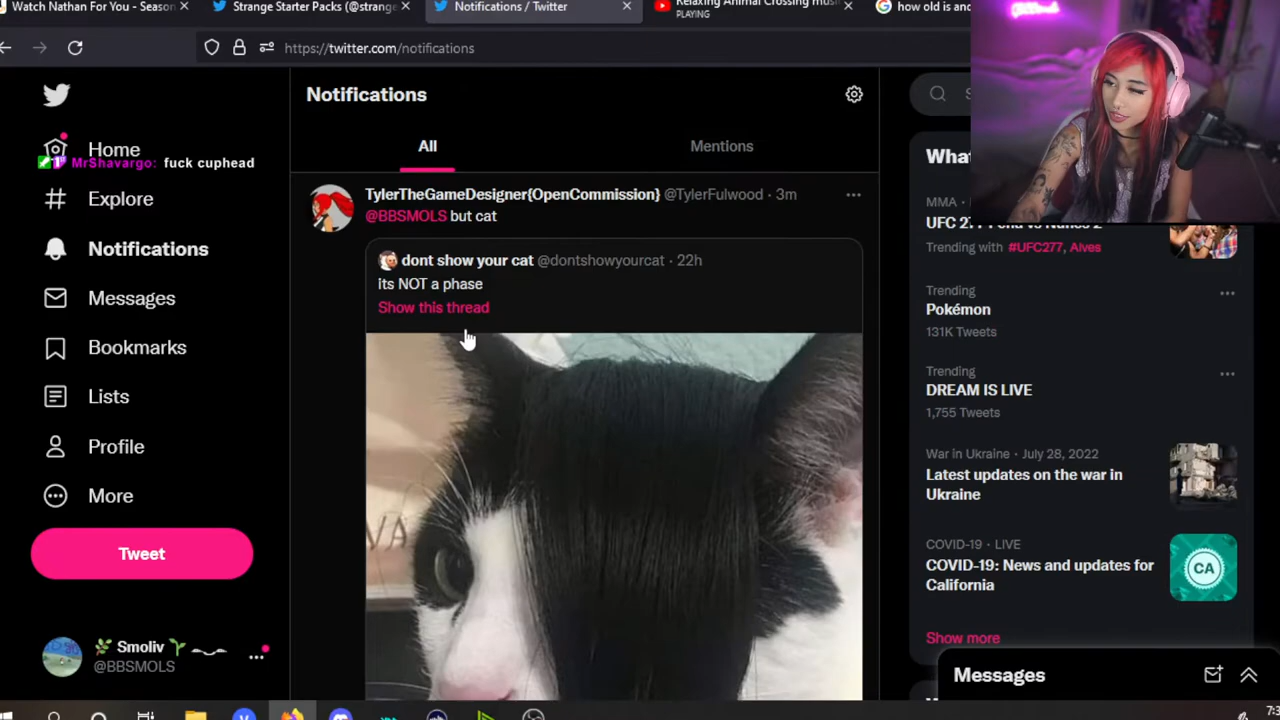 Watch Nathan For You - Season
Strange Starter Packs (@strange
Notifications / Twitter
Relaxing Animal Crossing mus
PLAYING
how old is and
https://twitter.com/notifications
Home
MrShavargo: fuck cuphead
Explore
Notifications
Messages
Bookmarks
Lists
Profile
More
Tweet
Smoliv
@BBSMOLS
Notifications
All
Mentions
TylerTheGameDesigner{OpenCommission} @TylerFulwood · 3m
@BBSMOLS but cat
dont show your cat @dontshowyourcat · 22h
its NOT a phase
Show this thread
MMA
Trending with #UFC277, Alves
Trending
Pokémon
131K Tweets
Trending
DREAM IS LIVE
1,755 Tweets
War in Ukraine · July 28, 2022
Latest updates on the war in
Ukraine
COVID-19 · LIVE
COVID-19: News and updates for
California
CA
Show more
Messages